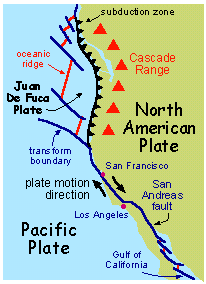 subduction zone
oceanic
ridge
Cascade
Range
Juan
De Fuca
Plate
North
American
Plate
transform
boundary
San Francisco
plate motion
direction
San
Andreas
fault
Los Angeles
Pacific
Plate
Gulf of
California